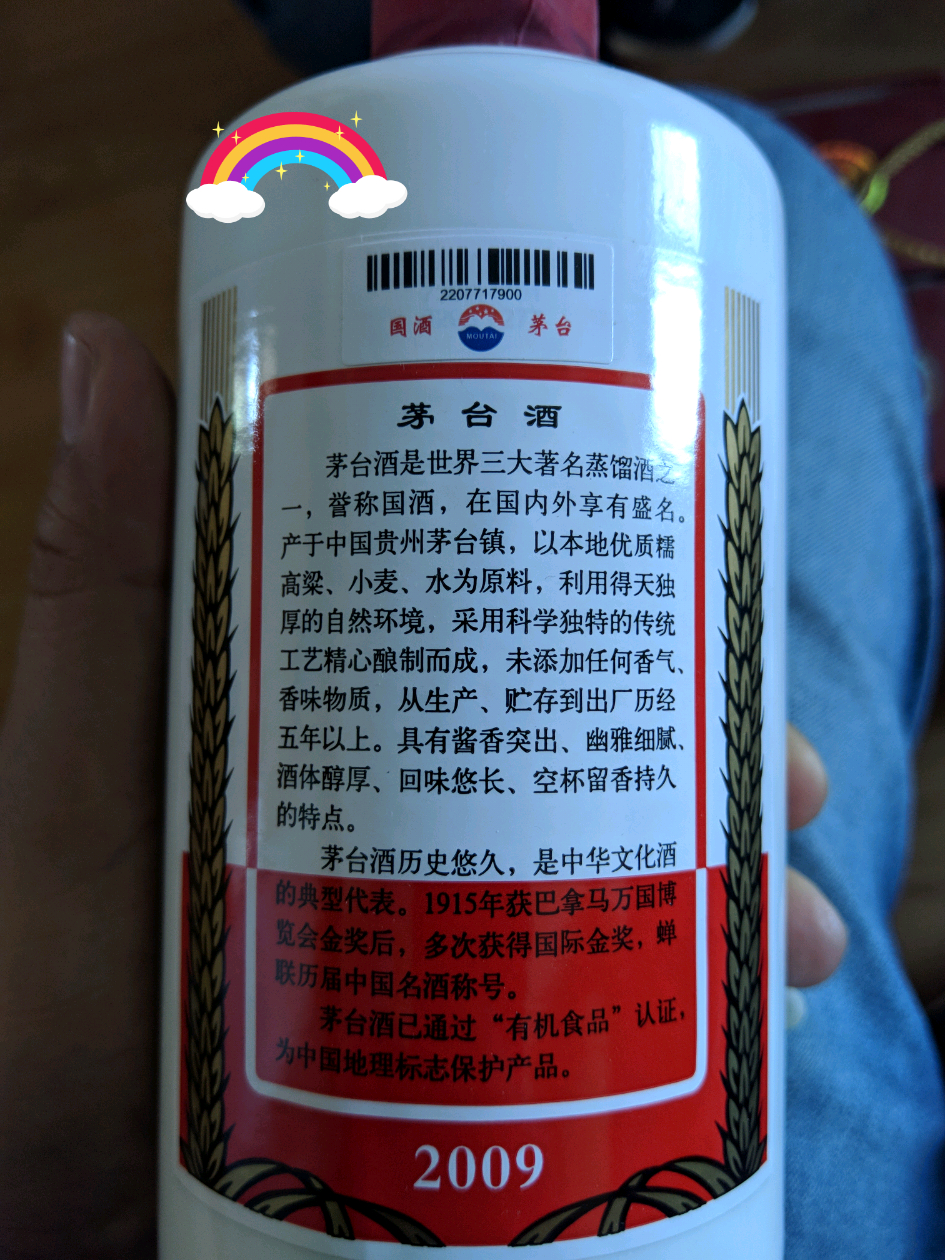 2207717900
国酒 MOUTAI 茅台
茅台酒
茅台酒是世界三大著名蒸馏酒之
一，誉称国酒，在国内外享有盛名。
产于中国贵州茅台镇，以本地优质糯
高粱、小麦、水为原料，利用得天独
厚的自然环境，采用科学独特的传统
工艺精心酿制而成，未添加任何香气、
香味物质，从生产、贮存到出厂历经
五年以上。具有酱香突出、幽雅细腻、
酒体醇厚、回味悠长、空杯留香持久
的特点。
茅台酒历史悠久，是中华文化酒
的典型代表。1915年获巴拿马万国博
览会金奖后，多次获得国际金奖，蝉
联历届中国名酒称号。
茅台酒已通过“有机食品”认证，
为中国地理标志保护产品。
2009